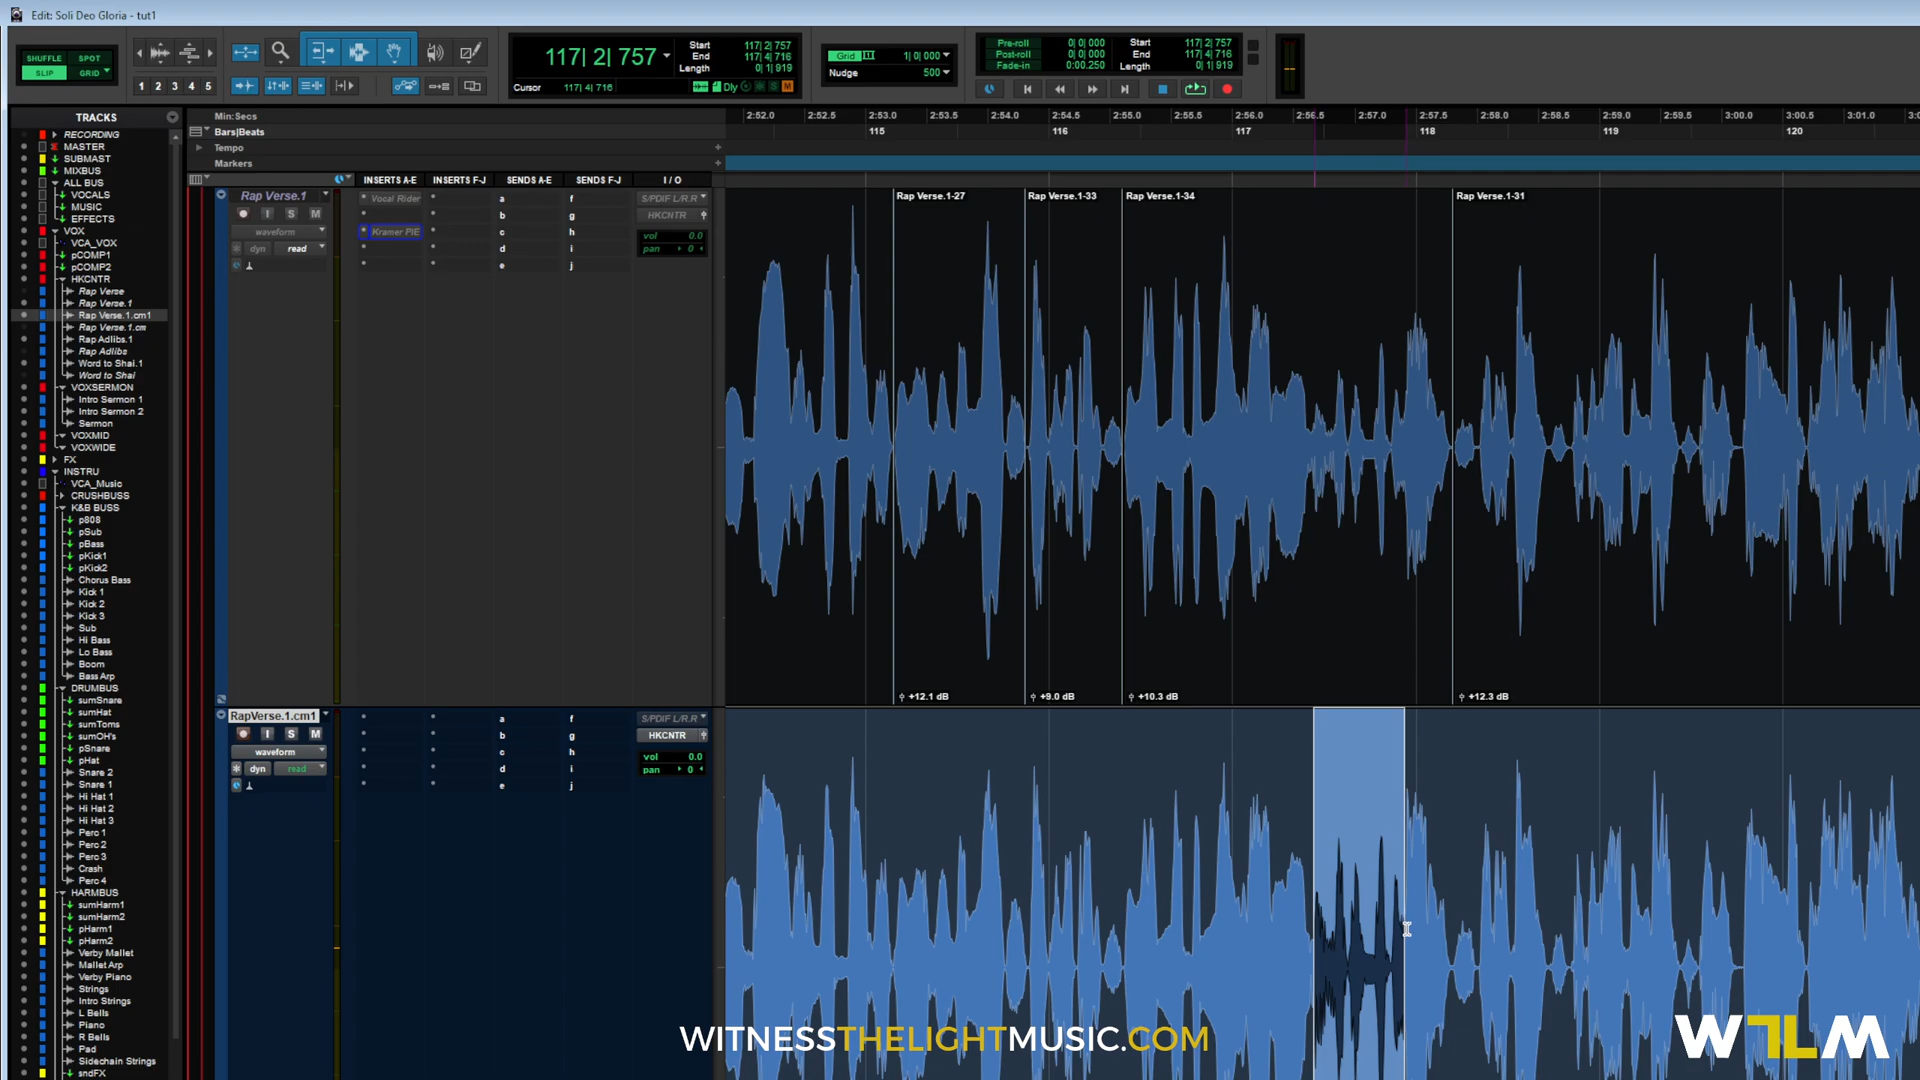 Edit: Soli Deo Gloria - tut1
SHUFFLE SPOT
SLIP GRID
1 2 3 4 5
117| 2| 757
Start 117| 2| 757
End 117| 4| 716
Length 0| 1| 919
Cursor 117| 4| 716
Dly S M
Grid 1| 0| 000
Nudge 500
Pre-roll 0| 0| 000
Post-roll 0| 0| 000
Fade-in 0:00.250
Start 117| 2| 757
End 117| 4| 716
Length 0| 1| 919
TRACKS
RECORDING
MASTER
SUBMAST
MIXBUS
ALL BUS
VOCALS
MUSIC
EFFECTS
VOX
VCA_VOX
pCOMP1
pCOMP2
HKCNTR
Rap Verse
Rap Verse.1
Rap Verse.1.cm1
Rap Verse.1.cm
Rap Adlibs.1
Rap Adlibs
Word to Shai.1
Word to Shai
VOXSERMON
Intro Sermon 1
Intro Sermon 2
Sermon
VOXMID
VOXWIDE
FX
INSTRU
VCA_Music
CRUSHBUSS
K&B BUSS
p808
pSub
pBass
pKick1
pKick2
Chorus Bass
Kick 1
Kick 2
Kick 3
Sub
Hi Bass
Lo Bass
Boom
Bass Arp
DRUMBUS
sumSnare
sumHat
sumToms
sumOH's
pSnare
pHat
Snare 2
Snare 1
Hi Hat 1
Hi Hat 2
Hi Hat 3
Perc 1
Perc 2
Perc 3
Crash
Perc 4
HARMBUS
sumHarm1
sumHarm2
pHarm1
pHarm2
Verby Mallet
Mallet Arp
Verby Piano
Strings
Intro Strings
L Bells
Piano
R Bells
Pad
Sidechain Strings
sndFX
Min:Secs
Bars|Beats
Tempo
Markers
2:52.0 2:52.5 2:53.0 2:53.5 2:54.0 2:54.5 2:55.0 2:55.5 2:56.0 2:56.5 2:57.0 2:57.5 2:58.0 2:58.5 2:59.0 2:59.5 3:00.0 3:00.5 3:01.0
115 116 117 118 119 120
INSERTS A-E INSERTS F-J SENDS A-E SENDS F-J I / O
Rap Verse.1
I S M
waveform
dyn read
Vocal Rider
Kramer PIE
a f
b g
c h
d i
e j
S/PDIF L/R.R
HKCNTR
vol 0.0
pan 0
Rap Verse.1-27
Rap Verse.1-33
Rap Verse.1-34
Rap Verse.1-31
+12.1 dB
+9.0 dB
+10.3 dB
+12.3 dB
RapVerse.1.cm1
I S M
waveform
dyn read
a f
b g
c h
d i
e j
S/PDIF L/R.R
HKCNTR
vol 0.0
pan 0
WITNESSTHELIGHTMUSIC.COM
WTLM